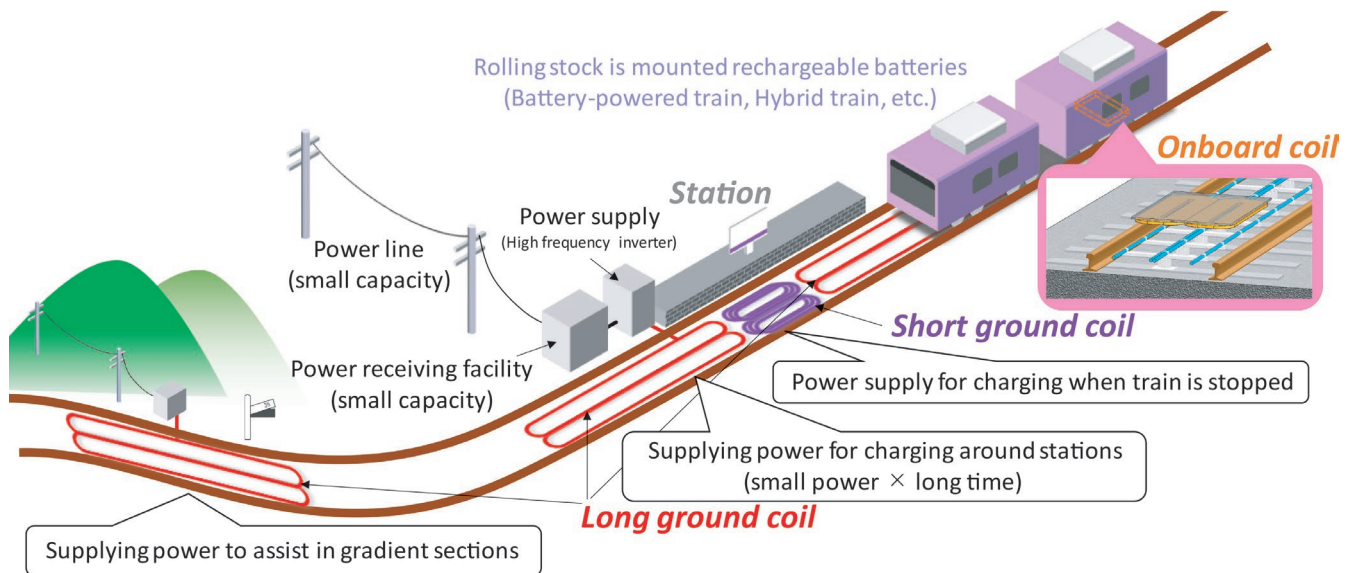 Rolling stock is mounted rechargeable batteries
(Battery-powered train, Hybrid train, etc.)
Onboard coil
Station
Power supply
(High frequency inverter)
Power line
(small capacity)
Short ground coil
Power receiving facility
(small capacity)
Power supply for charging when train is stopped
Supplying power for charging around stations
(small power × long time)
Long ground coil
Supplying power to assist in gradient sections